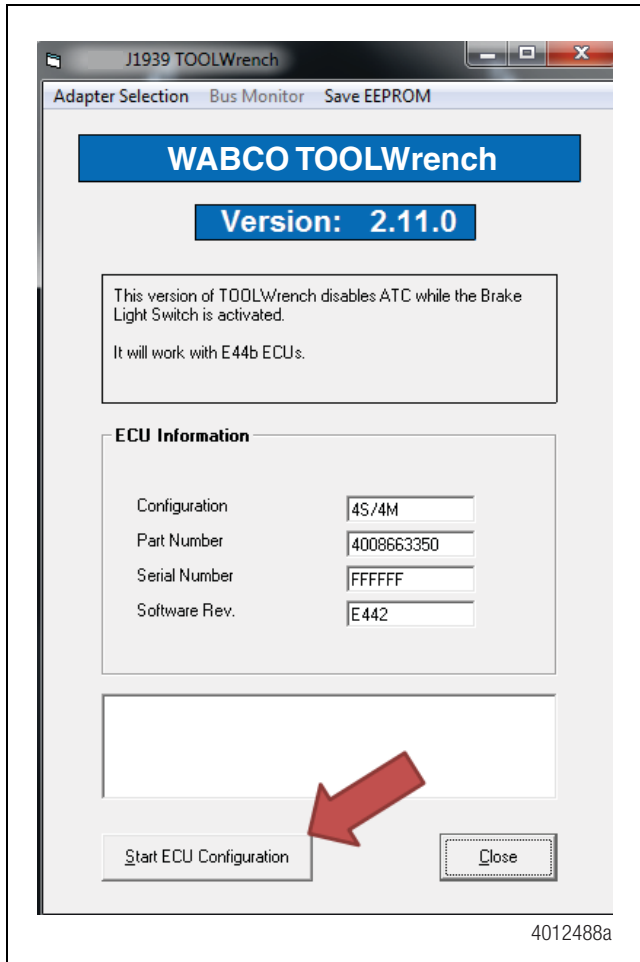 J1939 TOOLWrench
Adapter Selection Bus Monitor Save EEPROM
WABCO TOOLWrench
Version: 2.11.0
This version of TOOLWrench disables ATC while the Brake
Light Switch is activated.
It will work with E44b ECUs.
ECU Information
Configuration 4S/4M
Part Number 4008663350
Serial Number FFFFFF
Software Rev. E442
Start ECU Configuration Close
4012488a